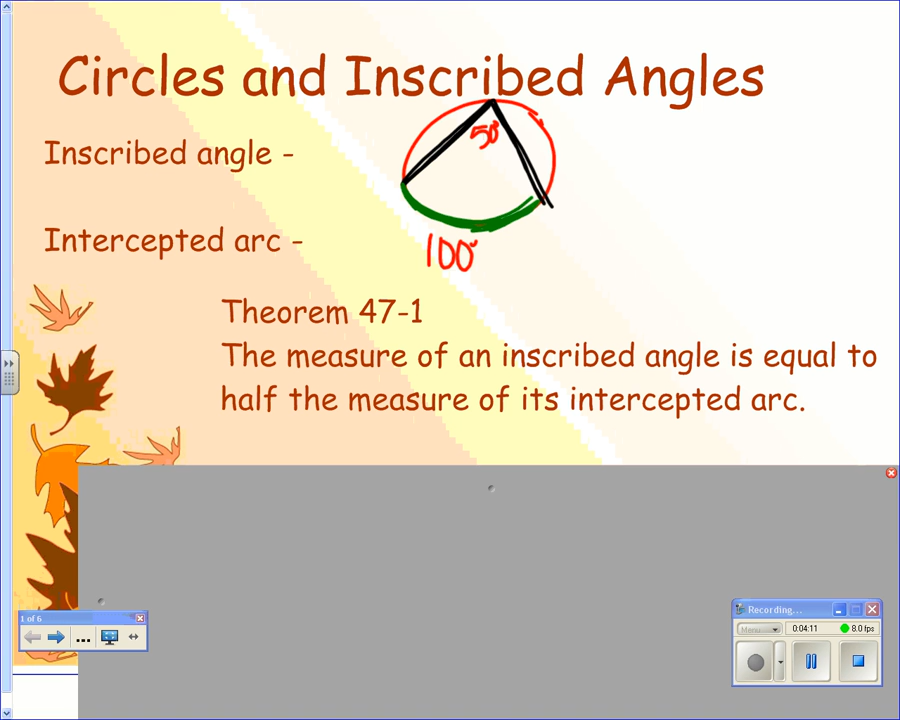 Circles and Inscribed Angles
50°
Inscribed angle -
Intercepted arc -
100°
Theorem 47-1
The measure of an inscribed angle is equal to
half the measure of its intercepted arc.
1 of 6
...
Recording...
Menu
0:04:11
8.0 fps